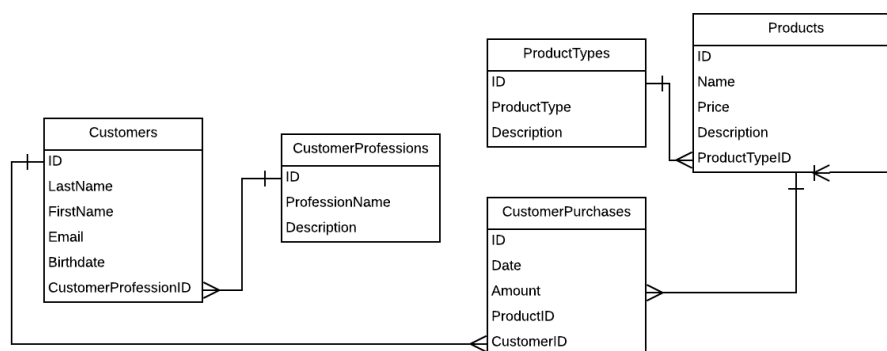 Products
ID
Name
Price
Description
ProductTypeID
ProductTypes
ID
ProductType
Description
Customers
ID
LastName
FirstName
Email
Birthdate
CustomerProfessionID
CustomerProfessions
ID
ProfessionName
Description
CustomerPurchases
ID
Date
Amount
ProductID
CustomerID